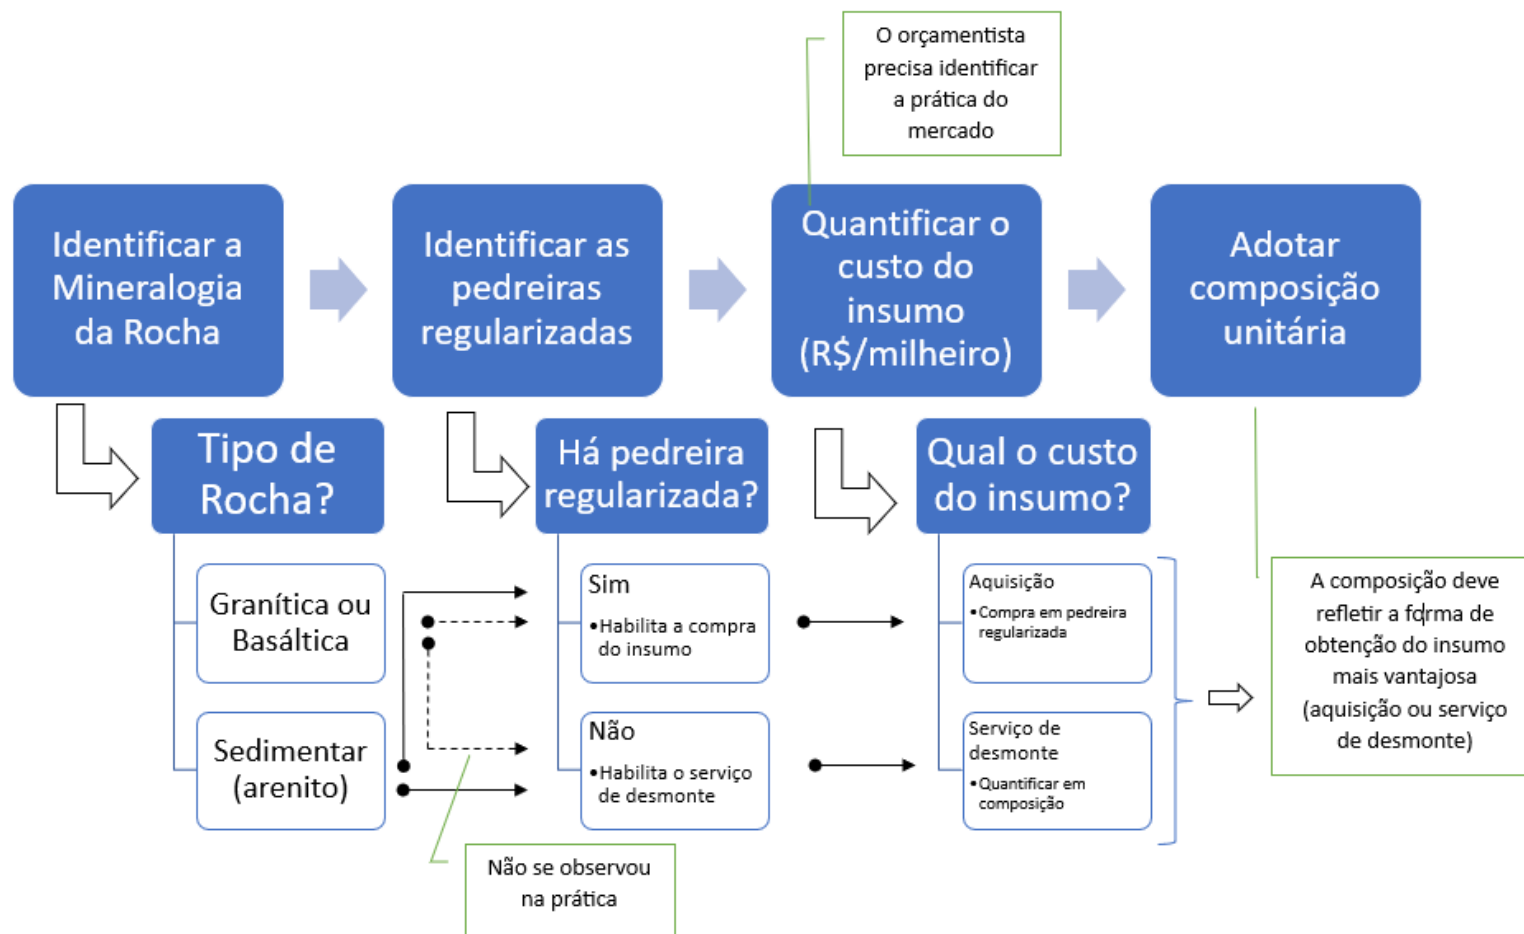 O orçamentista
precisa identificar
a prática do
mercado
Identificar a
Mineralogia
da Rocha
Identificar as
pedreiras
regularizadas
Quantificar o
custo do
insumo
(R$/milheiro)
Adotar
composição
unitária
Tipo de
Rocha?
Há pedreira
regularizada?
Qual o custo
do insumo?
Granítica ou
Basáltica
Sedimentar
(arenito)
Sim
•Habilita a compra
do insumo
Não
•Habilita o serviço
de desmonte
Aquisição
•Compra em pedreira
regularizada
Serviço de
desmonte
•Quantificar em
composição
A composição deve
refletir a forma de
obtenção do insumo
mais vantajosa
(aquisição ou serviço
de desmonte)
Não se observou
na prática